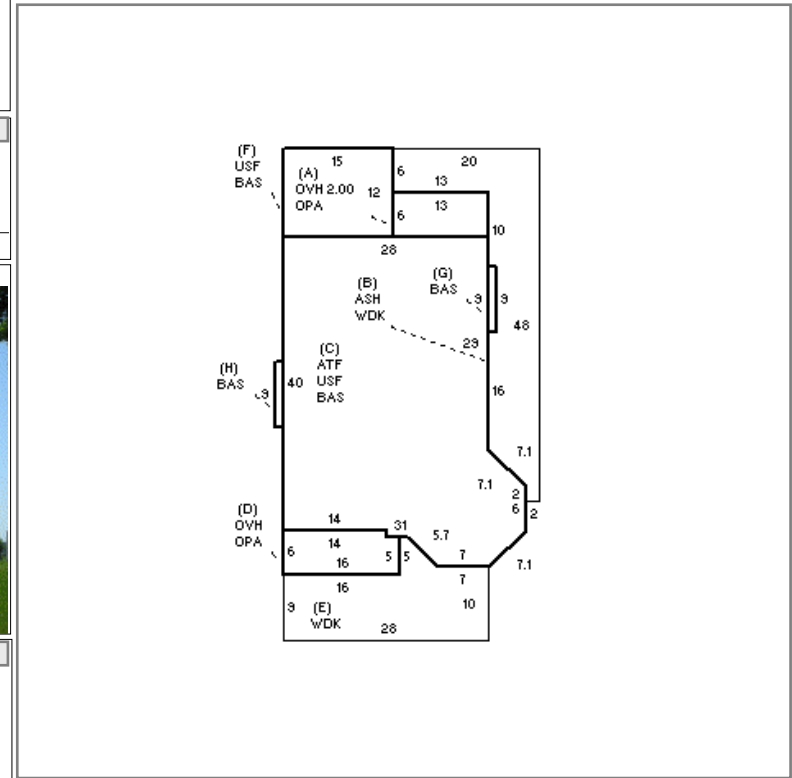 (F)
USF
BAS
15
(A)
OVH 2.00
OPA
12
6
20
13
6
13
10
28
(B)
ASH
WDK
(G)
BAS
9
9
48
29
(C)
ATF
USF
BAS
(H)
BAS
9
40
16
7.1
7.1
2
6
2
(D)
OVH
OPA
14
31
5.7
6
14
16
5
5
7
7.1
16
7
10
9
(E)
WDK
28